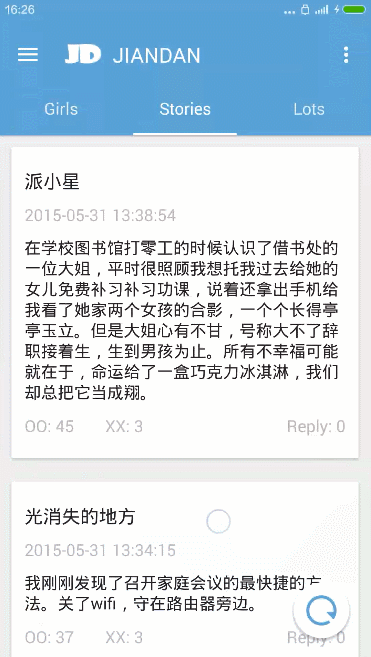 16:26
JD JIANDAN
Girls Stories Lots
派小星
2015-05-31 13:38:54
在学校图书馆打零工的时候认识了借书处的
一位大姐，平时很照顾我想托我过去给她的
女儿免费补习补习功课，说着还拿出手机给
我看了她家两个女孩的合影，一个个长得亭
亭玉立。但是大姐心有不甘，号称大不了辞
职接着生，生到男孩为止。所有不幸福可能
就在于，命运给了一盒巧克力冰淇淋，我们
却总把它当成翔。
OO: 45 XX: 3 Reply: 0
光消失的地方
2015-05-31 13:34:15
我刚刚发现了召开家庭会议的最快捷的方
法。关了wifi，守在路由器旁边。
OO: 37 XX: 3 Reply: 0